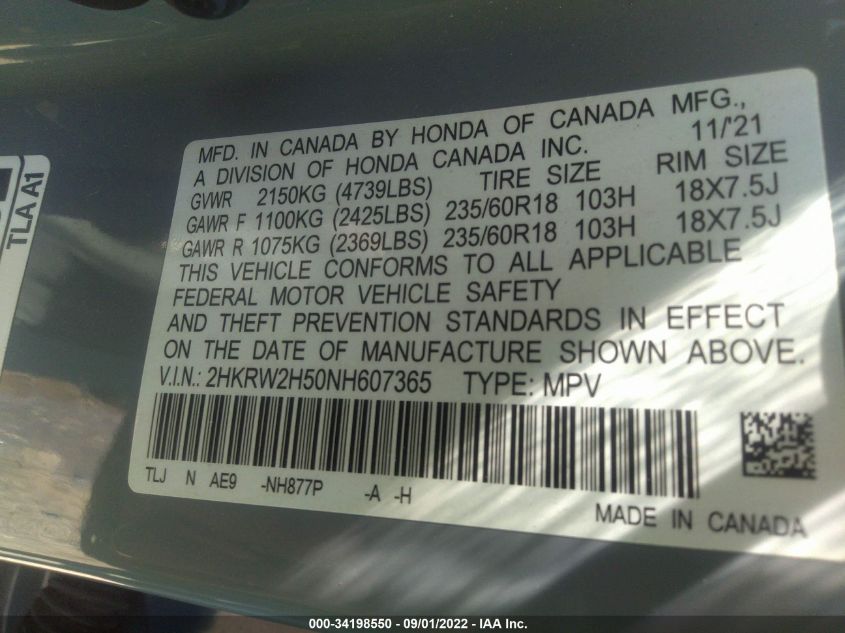 MFD. IN CANADA BY HONDA OF CANADA MFG.,
A DIVISION OF HONDA CANADA INC. 11/'21
GVWR 2150KG (4739LBS) TIRE SIZE RIM SIZE
GAWR F 1100KG (2425LBS) 235/60R18 103H 18X7.5J
GAWR R 1075KG (2369LBS) 235/60R18 103H 18X7.5J
THIS VEHICLE CONFORMS TO ALL APPLICABLE
FEDERAL MOTOR VEHICLE SAFETY
AND THEFT PREVENTION STANDARDS IN EFFECT
ON THE DATE OF MANUFACTURE SHOWN ABOVE.
V.I.N.: 2HKRW2H50NH607365 TYPE: MPV
TLJ N AE9 -NH877P -A -H
MADE IN CANADA
TLA A1
000-34198550 - 09/01/2022 - IAA Inc.